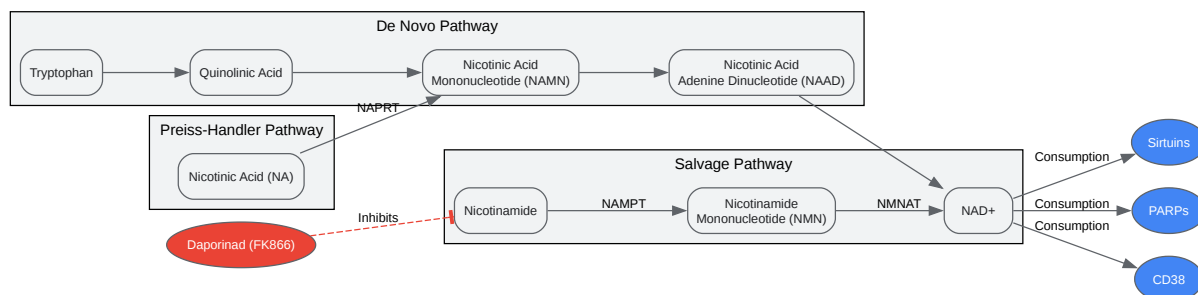 De Novo Pathway
Tryptophan
Quinolinic Acid
Nicotinic Acid
Mononucleotide (NAMN)
Nicotinic Acid
Adenine Dinucleotide (NAAD)
NAPRT
Preiss-Handler Pathway
Nicotinic Acid (NA)
Salvage Pathway
Nicotinamide
NAMPT
Nicotinamide
Mononucleotide (NMN)
NMNAT
NAD+
Inhibits
Daporinad (FK866)
Consumption
Sirtuins
Consumption
PARPs
Consumption
CD38